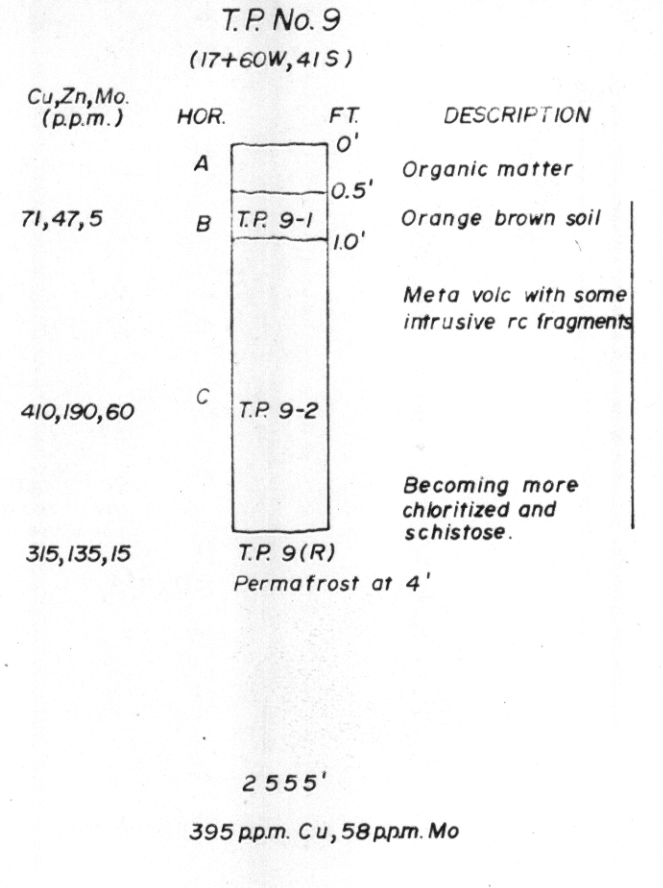 T.P. No. 9
(17+60W, 41 S)
Cu,Zn,Mo.
(p.p.m.)
HOR.
FT.
DESCRIPTION
0'
A
Organic matter
0.5'
71,47,5
B
T.P. 9-1
Orange brown soil
1.0'
Meta volc with some
intrusive rc fragments
410,190,60
C
T.P. 9-2
Becoming more
chloritized and
schistose.
315,135,15
T.P. 9(R)
Permafrost at 4'
2555'
395 p.p.m. Cu, 58 p.p.m. Mo